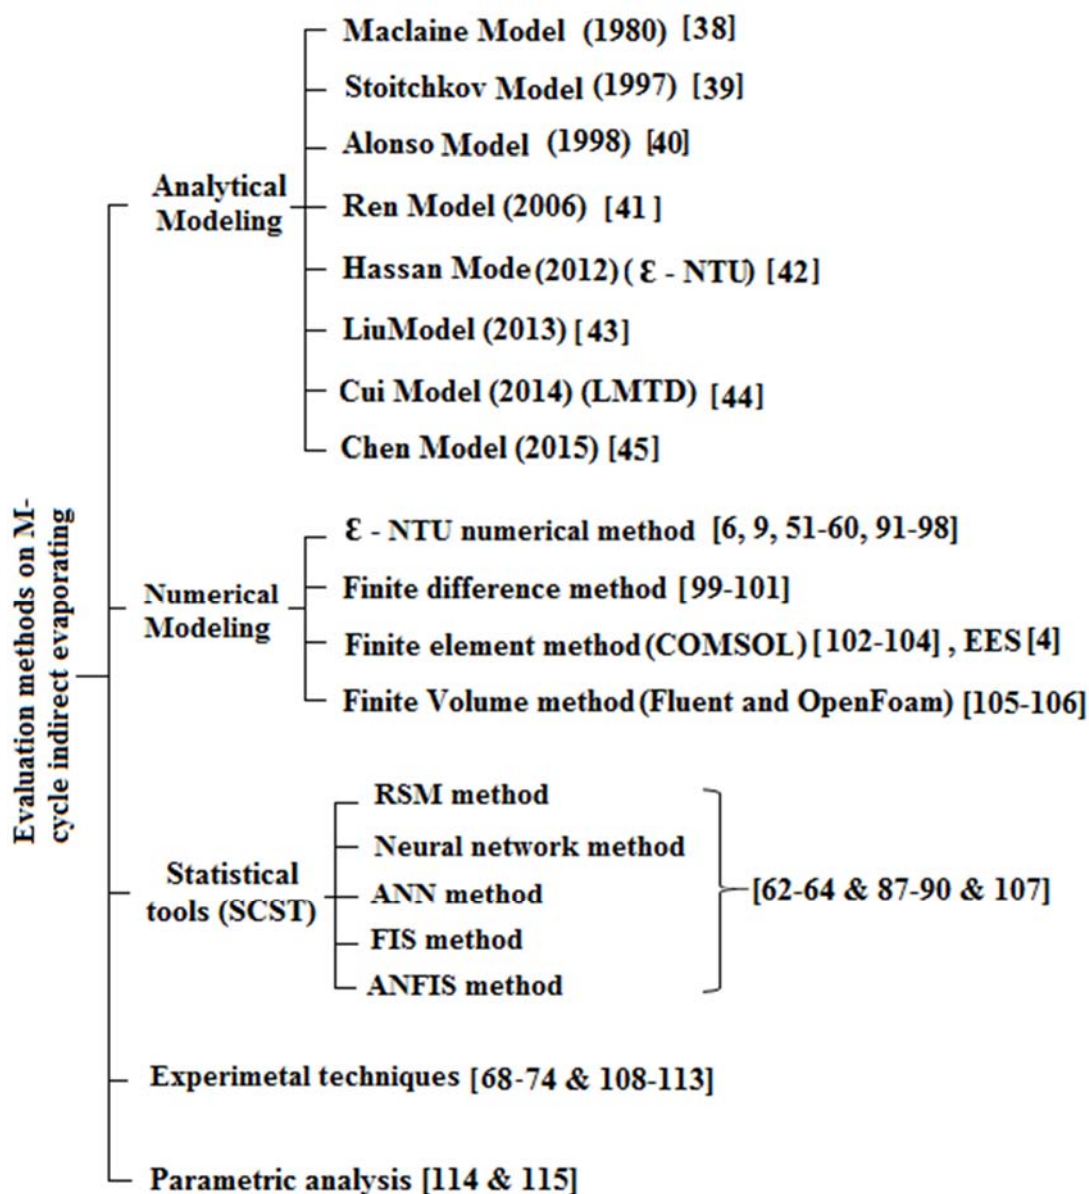 Evaluation methods on M-
cycle indirect evaporating
Analytical
Modeling
Maclaine Model (1980) [38]
Stoitchkov Model (1997) [39]
Alonso Model (1998) [40]
Ren Model (2006) [41 ]
Hassan Mode(2012)( Ɛ - NTU) [42]
LiuModel (2013) [43]
Cui Model (2014) (LMTD) [44]
Chen Model (2015) [45]
Numerical
Modeling
Ɛ - NTU numerical method [6, 9, 51-60, 91-98]
Finite difference method [99-101]
Finite element method(COMSOL)[102-104] , EES[4]
Finite Volume method(Fluent and OpenFoam) [105-106]
Statistical
tools (SCST)
RSM method
Neural network method
ANN method
FIS method
ANFIS method
[62-64 & 87-90 & 107]
Experimetal techniques [68-74 & 108-113]
Parametric analysis [114 & 115]